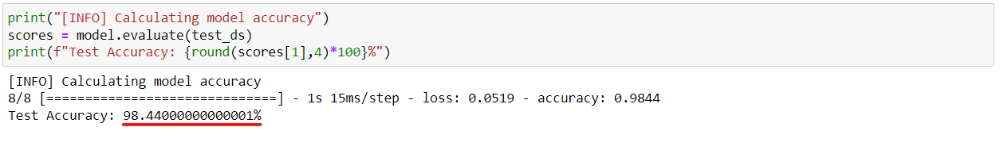 print("[INFO] Calculating model accuracy")
scores = model.evaluate(test_ds)
print(f"Test Accuracy: {round(scores[1],4)*100}%")
[INFO] Calculating model accuracy
8/8 [==============================] - 1s 15ms/step - loss: 0.0519 - accuracy: 0.9844
Test Accuracy: 98.44000000000001%